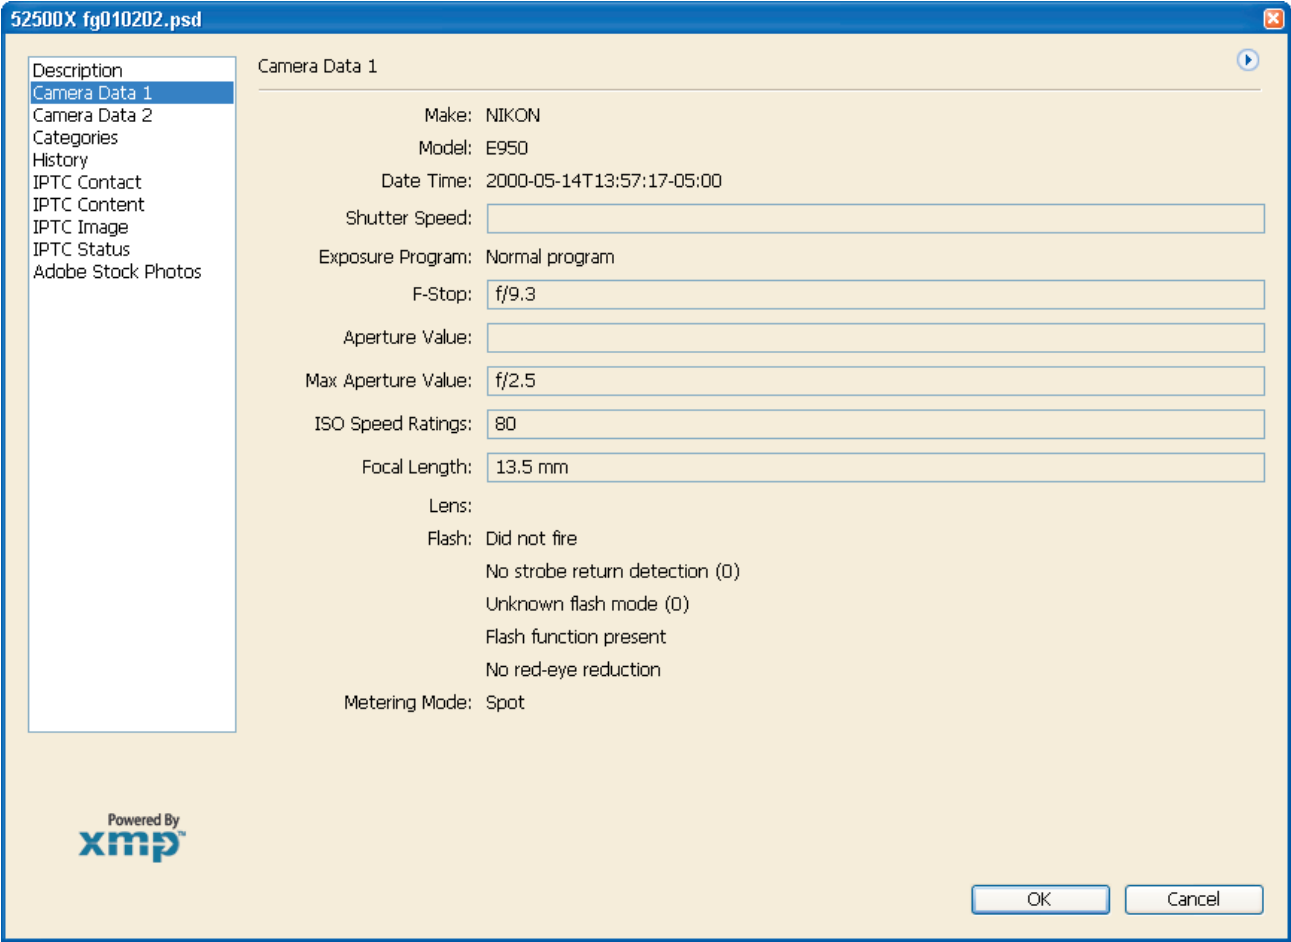 52500X fg010202.psd
Description
Camera Data 1
Camera Data 2
Categories
History
IPTC Contact
IPTC Content
IPTC Image
IPTC Status
Adobe Stock Photos
Camera Data 1
Make: NIKON
Model: E950
Date Time: 2000-05-14T13:57:17-05:00
Shutter Speed:
Exposure Program: Normal program
F-Stop: f/9.3
Aperture Value:
Max Aperture Value: f/2.5
ISO Speed Ratings: 80
Focal Length: 13.5 mm
Lens:
Flash: Did not fire
No strobe return detection (0)
Unknown flash mode (0)
Flash function present
No red-eye reduction
Metering Mode: Spot
Powered By
xmp™
OK
Cancel